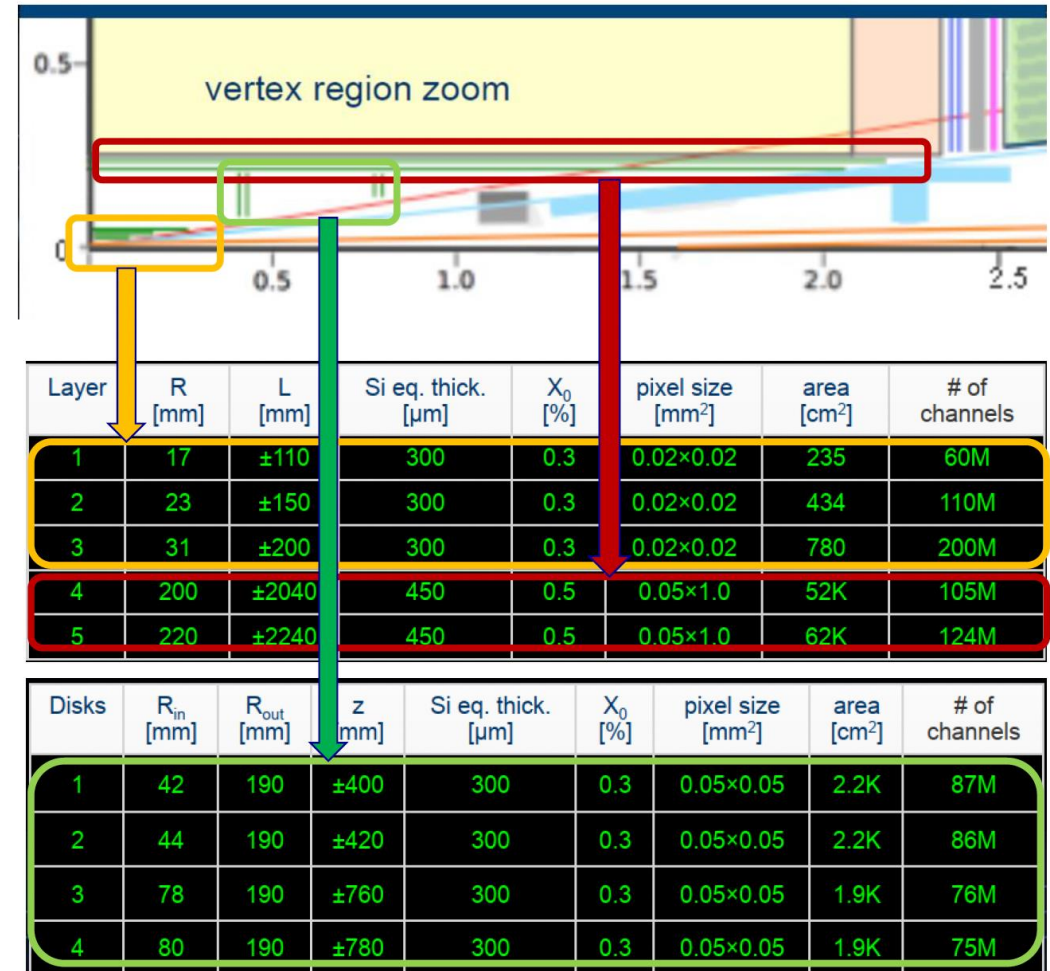 0.5
vertex region zoom
0
0.5 1.0 1.5 2.0 2.5
Layer R [mm] L [mm] Si eq. thick. [µm] X₀ [%] pixel size [mm²] area [cm²] # of channels
1 17 ±110 300 0.3 0.02×0.02 235 60M
2 23 ±150 300 0.3 0.02×0.02 434 110M
3 31 ±200 300 0.3 0.02×0.02 780 200M
4 200 ±2040 450 0.5 0.05×1.0 52K 105M
5 220 ±2240 450 0.5 0.05×1.0 62K 124M
Disks R_in [mm] R_out [mm] z [mm] Si eq. thick. [µm] X₀ [%] pixel size [mm²] area [cm²] # of channels
1 42 190 ±400 300 0.3 0.05×0.05 2.2K 87M
2 44 190 ±420 300 0.3 0.05×0.05 2.2K 86M
3 78 190 ±760 300 0.3 0.05×0.05 1.9K 76M
4 80 190 ±780 300 0.3 0.05×0.05 1.9K 75M